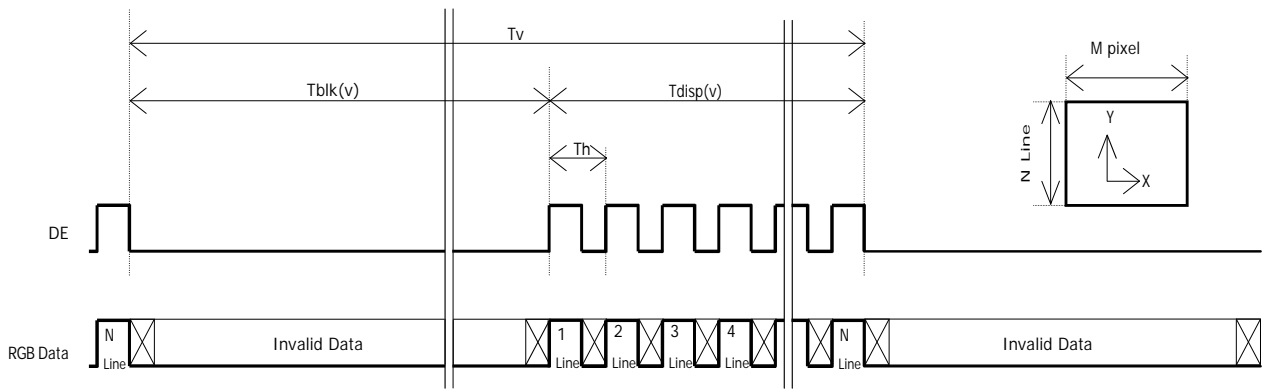 Tv
M pixel
Tblk(v)
Tdisp(v)
N Line
Y
X
Th
DE
RGB Data
N
Line
Invalid Data
1
Line
2
Line
3
Line
4
Line
N
Line
Invalid Data